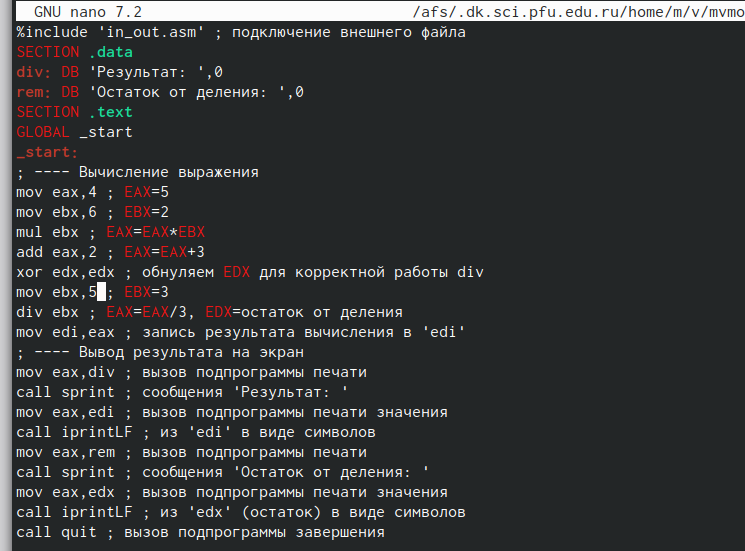 GNU nano 7.2 /afs/.dk.sci.pfu.edu.ru/home/m/v/mvmo
%include 'in_out.asm' ; подключение внешнего файла
SECTION .data
div: DB 'Результат: ',0
rem: DB 'Остаток от деления: ',0
SECTION .text
GLOBAL _start
_start:
; ---- Вычисление выражения
mov eax,4 ; EAX=5
mov ebx,6 ; EBX=2
mul ebx ; EAX=EAX*EBX
add eax,2 ; EAX=EAX+3
xor edx,edx ; обнуляем EDX для корректной работы div
mov ebx,5 ; EBX=3
div ebx ; EAX=EAX/3, EDX=остаток от деления
mov edi,eax ; запись результата вычисления в 'edi'
; ---- Вывод результата на экран
mov eax,div ; вызов подпрограммы печати
call sprint ; сообщения 'Результат: '
mov eax,edi ; вызов подпрограммы печати значения
call iprintLF ; из 'edi' в виде символов
mov eax,rem ; вызов подпрограммы печати
call sprint ; сообщения 'Остаток от деления: '
mov eax,edx ; вызов подпрограммы печати значения
call iprintLF ; из 'edx' (остаток) в виде символов
call quit ; вызов подпрограммы завершения